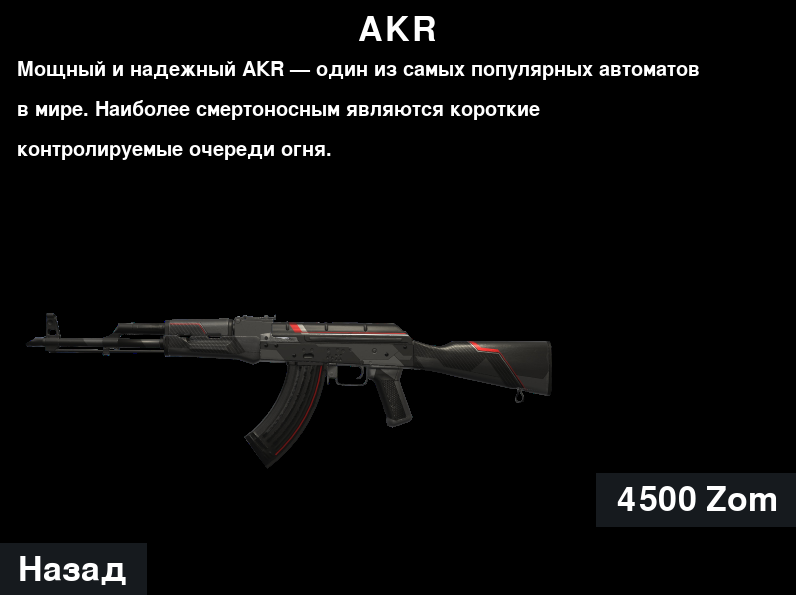 AKR
Мощный и надежный AKR — один из самых популярных автоматов
в мире. Наиболее смертоносным являются короткие
контролируемые очереди огня.
4500 Zom
Назад